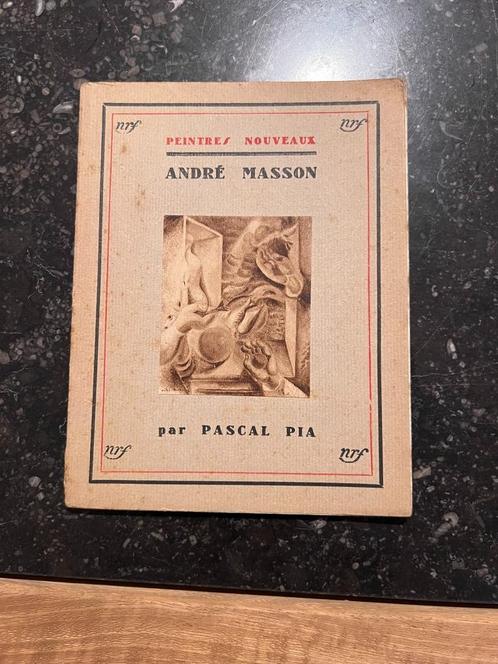 nrf nrf
PEINTRES NOUVEAUX
ANDRÉ MASSON
par PASCAL PIA
nrf nrf